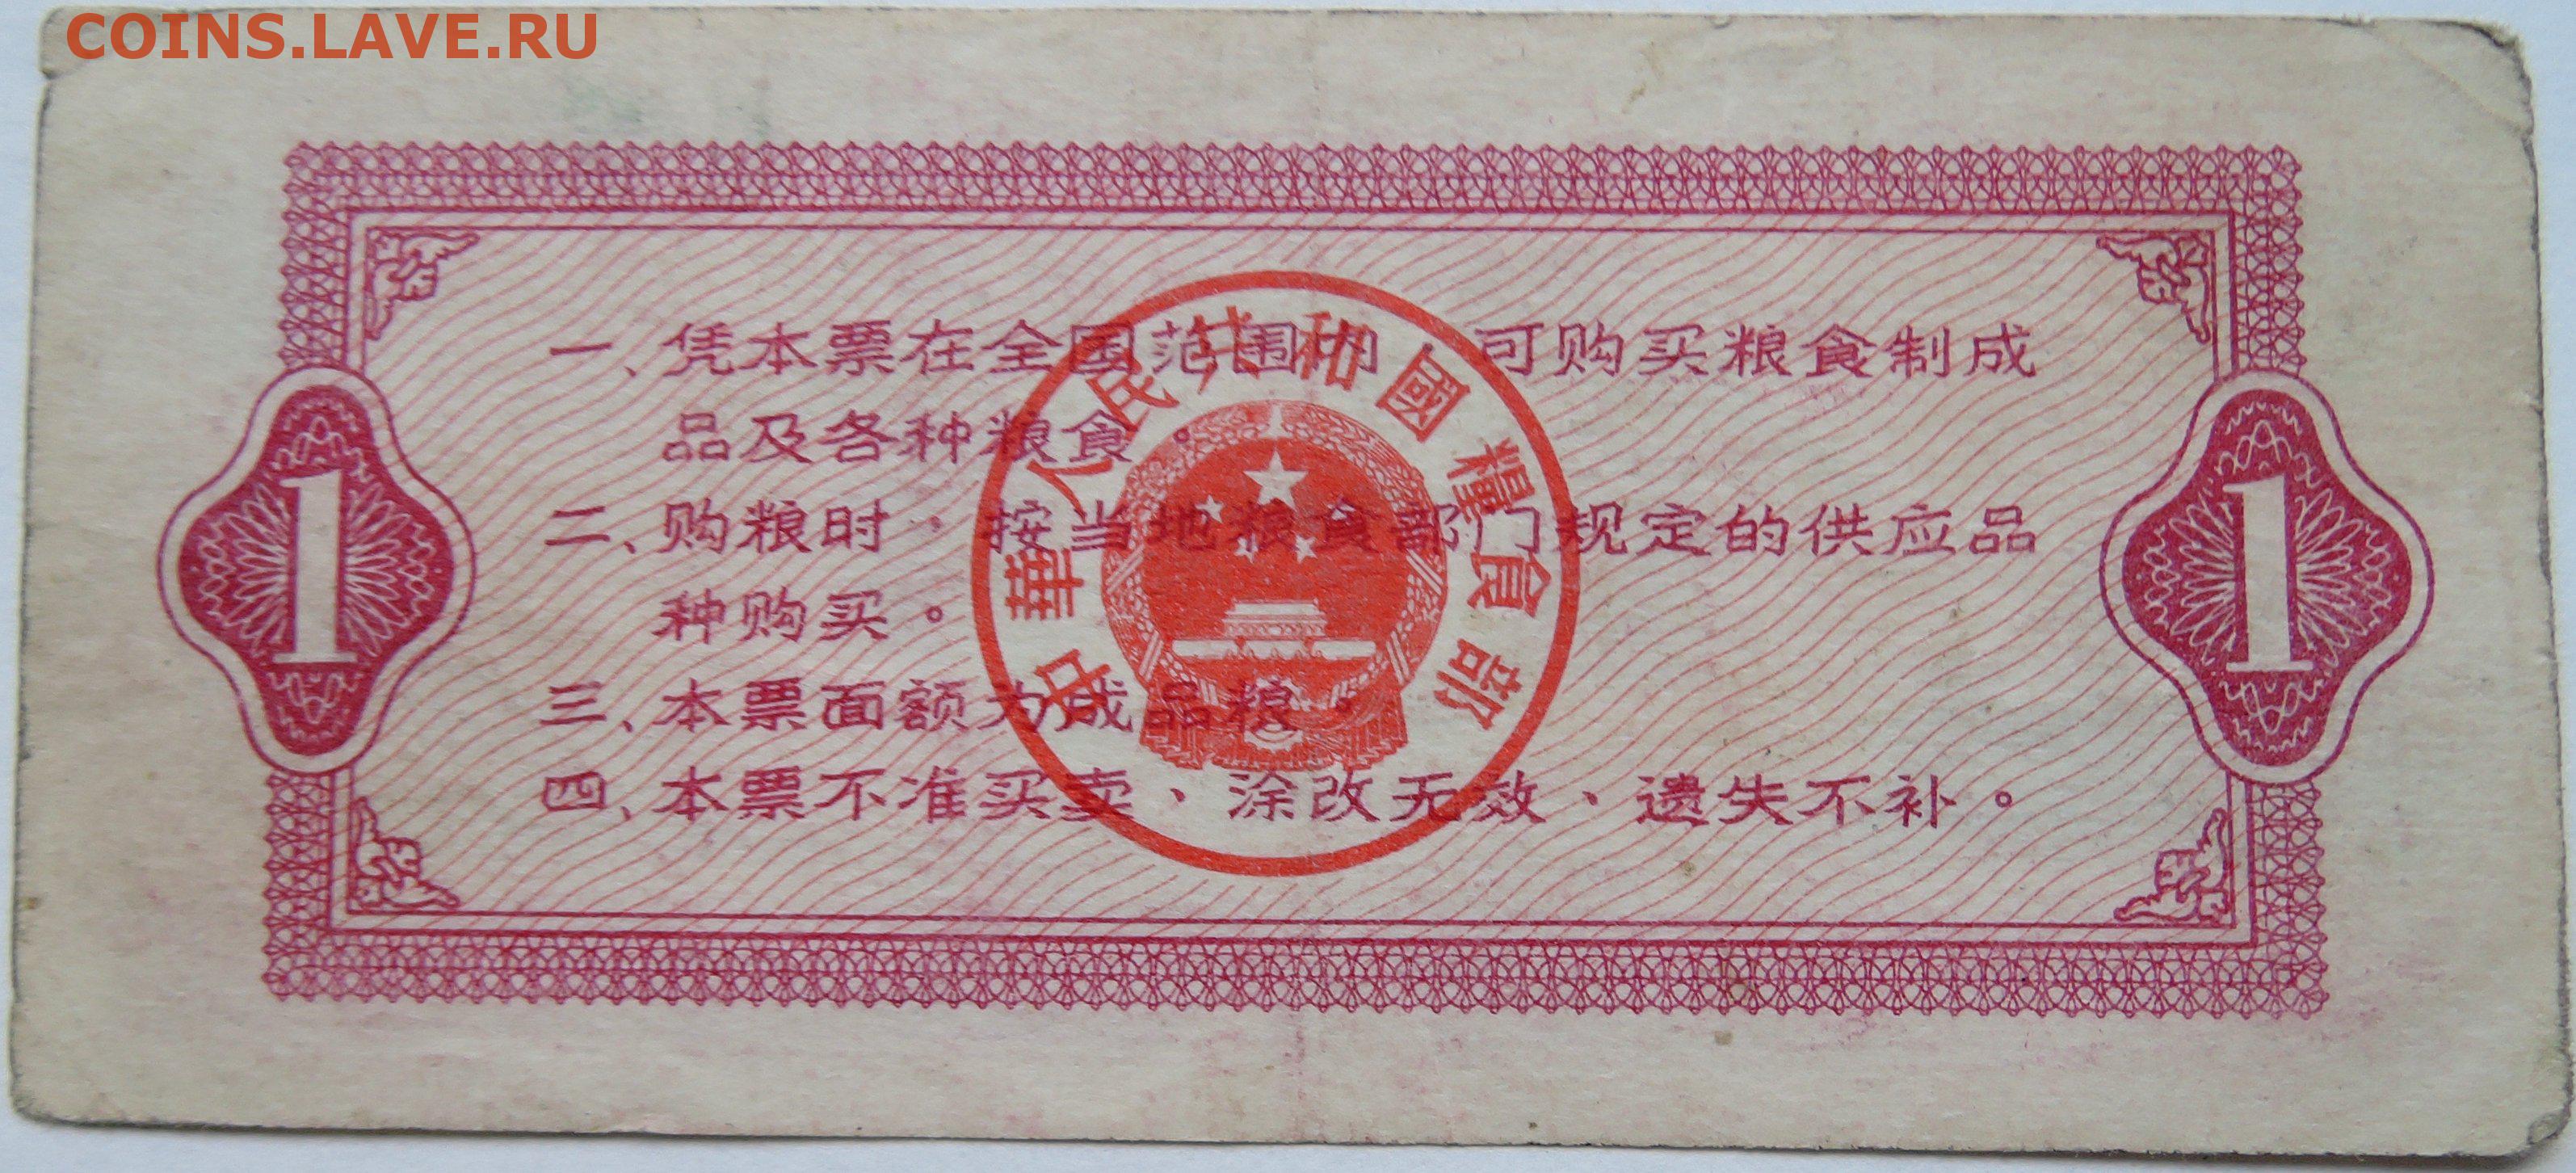 COINS.LAVE.RU
一、凭本票在全国范围内，可购买粮食制成
品及各种粮食。
二、购粮时，按当地粮食部门规定的供应品
种购买。
三、本票面额为成品粮。
四、本票不准买卖、涂改无效、遗失不补。
中華人民共和國糧食部
1
1